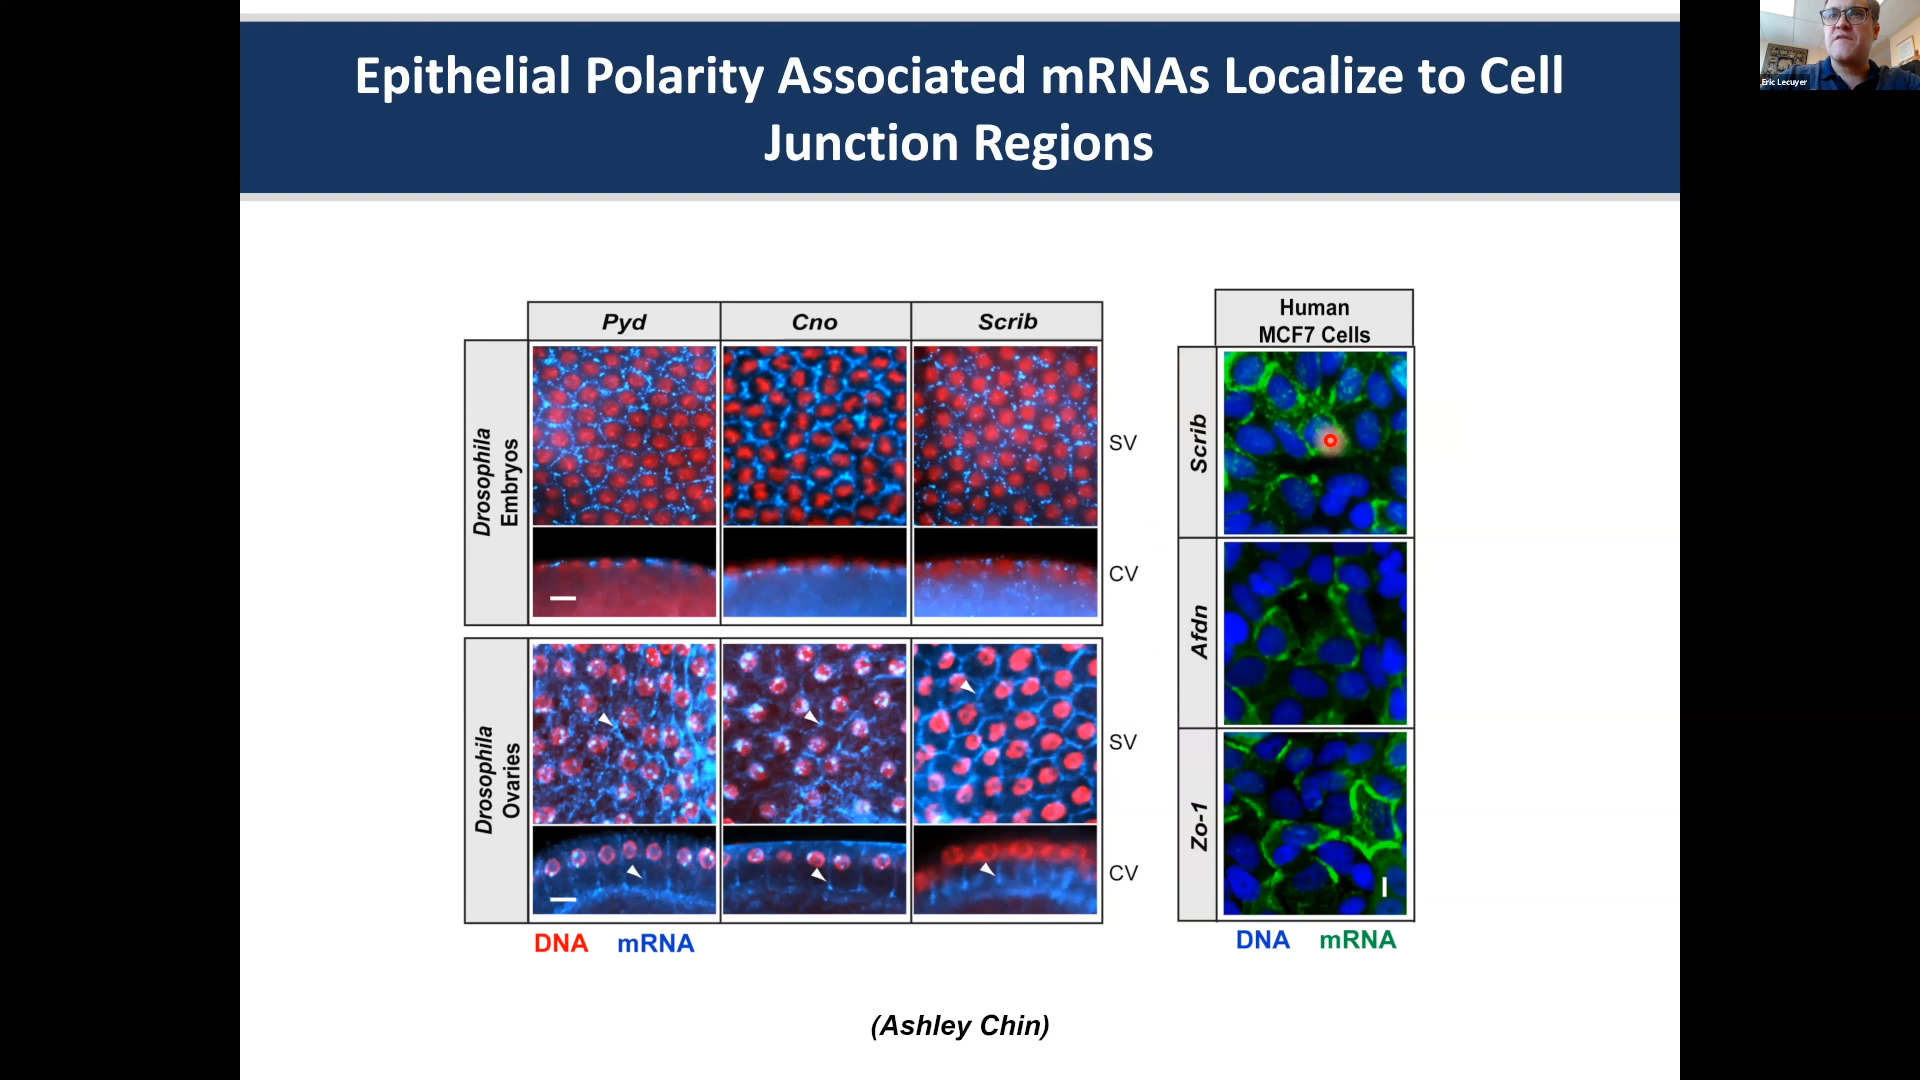 Epithelial Polarity Associated mRNAs Localize to Cell
Junction Regions
Eric Lecuyer
Pyd
Cno
Scrib
Drosophila
Embryos
SV
CV
Drosophila
Ovaries
SV
CV
DNA mRNA
Human
MCF7 Cells
Scrib
Afdn
Zo-1
DNA mRNA
(Ashley Chin)